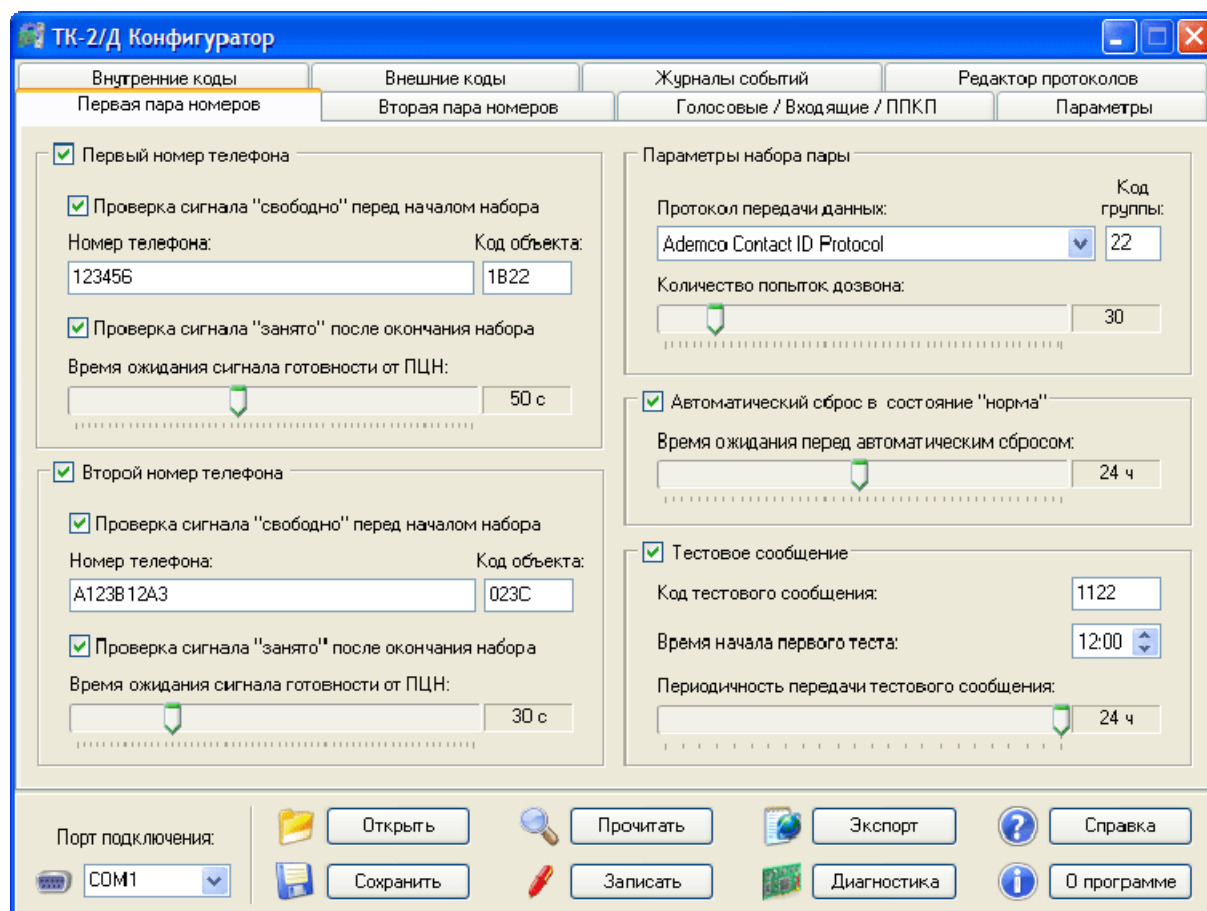 ТК-2/Д Конфигуратор
Внутренние коды
Внешние коды
Журналы событий
Редактор протоколов
Первая пара номеров
Вторая пара номеров
Голосовые / Входящие / ППКП
Параметры
Первый номер телефона
Проверка сигнала "свободно" перед началом набора
Номер телефона:
Код объекта:
123456
1B22
Проверка сигнала "занято" после окончания набора
Время ожидания сигнала готовности от ПЦН:
50 с
Второй номер телефона
Проверка сигнала "свободно" перед началом набора
Номер телефона:
Код объекта:
A123B12A3
023C
Проверка сигнала "занято" после окончания набора
Время ожидания сигнала готовности от ПЦН:
30 с
Параметры набора пары
Код
группы:
Протокол передачи данных:
Ademco Contact ID Protocol
22
Количество попыток дозвона:
30
Автоматический сброс в состояние "норма"
Время ожидания перед автоматическим сбросом:
24 ч
Тестовое сообщение
Код тестового сообщения:
1122
Время начала первого теста:
12:00
Периодичность передачи тестового сообщения:
24 ч
Порт подключения:
COM1
Открыть
Прочитать
Экспорт
Справка
Сохранить
Записать
Диагностика
О программе